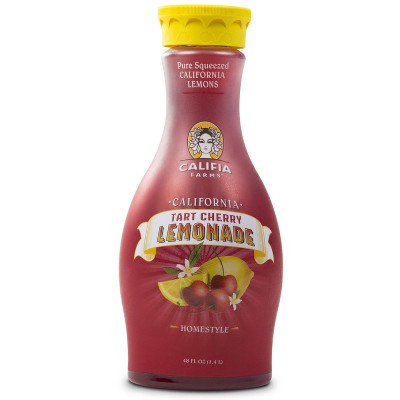 Pure Squeezed
CALIFORNIA
LEMONS
CALIFIA
FARMS
CALIFORNIA
TART CHERRY
LEMONADE
HOMESTYLE
48 FL OZ (1.4 L)